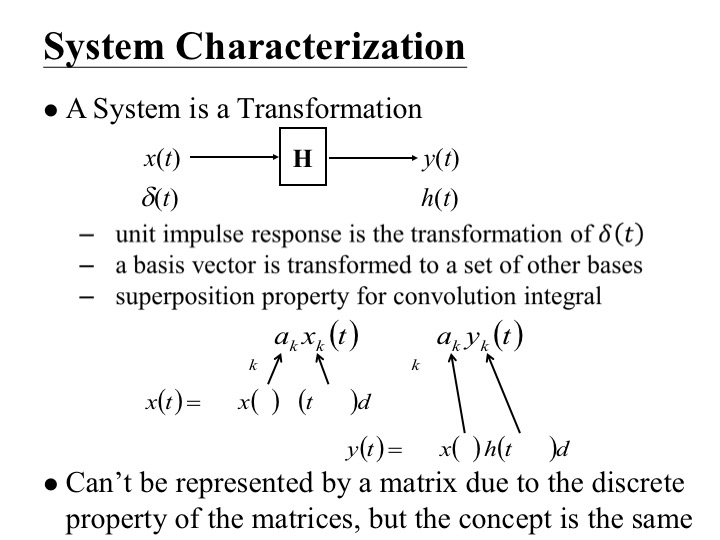 System Characterization
● A System is a Transformation
x(t) H y(t)
δ(t) h(t)
– unit impulse response is the transformation of δ(t)
– a basis vector is transformed to a set of other bases
– superposition property for convolution integral
a_k x_k (t) a_k y_k (t)
k k
x(t) = x( ) (t )d
y(t) = x( ) h(t )d
● Can’t be represented by a matrix due to the discrete
property of the matrices, but the concept is the same